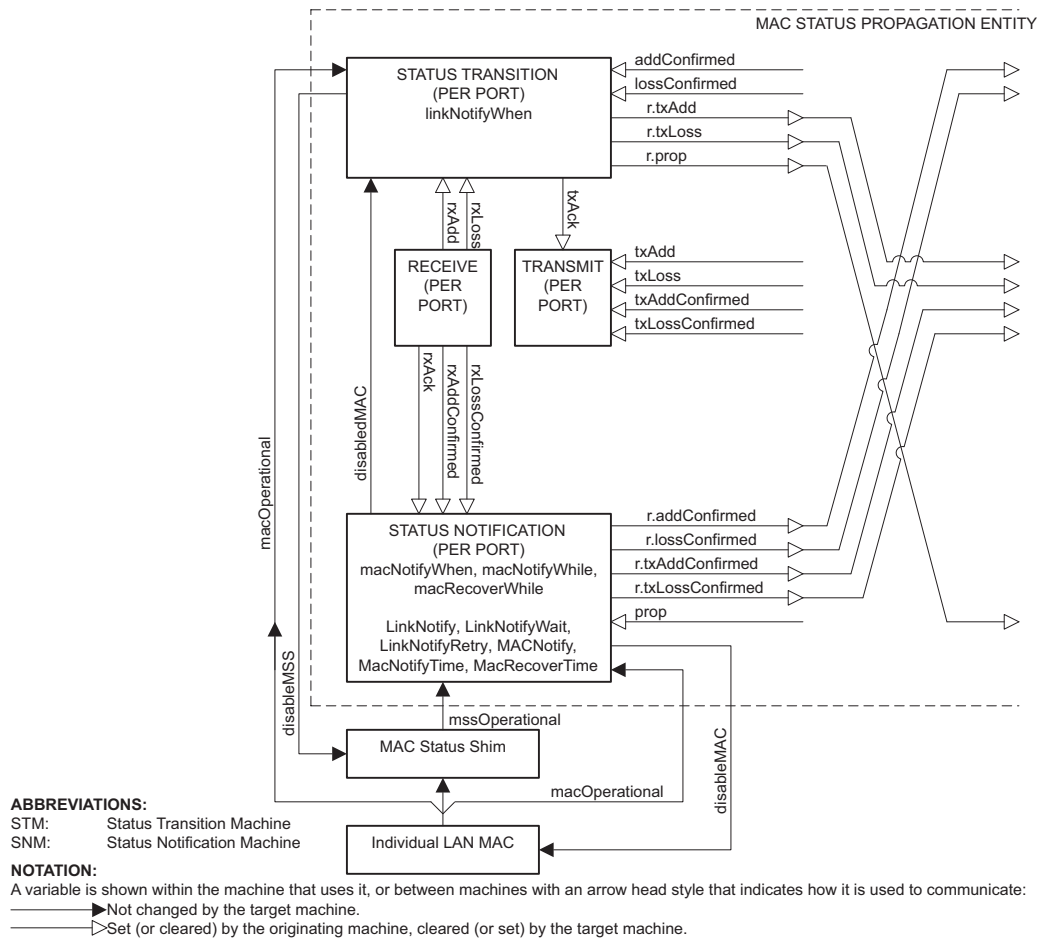 MAC STATUS PROPAGATION ENTITY
STATUS TRANSITION
(PER PORT)
linkNotifyWhen
addConfirmed
lossConfirmed
r.txAdd
r.txLoss
r.prop
rxAdd
rxLoss
txAck
RECEIVE
(PER
PORT)
TRANSMIT
(PER
PORT)
txAdd
txLoss
txAddConfirmed
txLossConfirmed
rxAck
rxAddConfirmed
rxLossConfirmed
disabledMAC
macOperational
STATUS NOTIFICATION
(PER PORT)
macNotifyWhen, macNotifyWhile,
macRecoverWhile
LinkNotify, LinkNotifyWait,
LinkNotifyRetry, MACNotify,
MacNotifyTime, MacRecoverTime
r.addConfirmed
r.lossConfirmed
r.txAddConfirmed
r.txLossConfirmed
prop
disableMSS
mssOperational
MAC Status Shim
disableMAC
macOperational
Individual LAN MAC
ABBREVIATIONS:
STM: Status Transition Machine
SNM: Status Notification Machine
NOTATION:
A variable is shown within the machine that uses it, or between machines with an arrow head style that indicates how it is used to communicate:
Not changed by the target machine.
Set (or cleared) by the originating machine, cleared (or set) by the target machine.